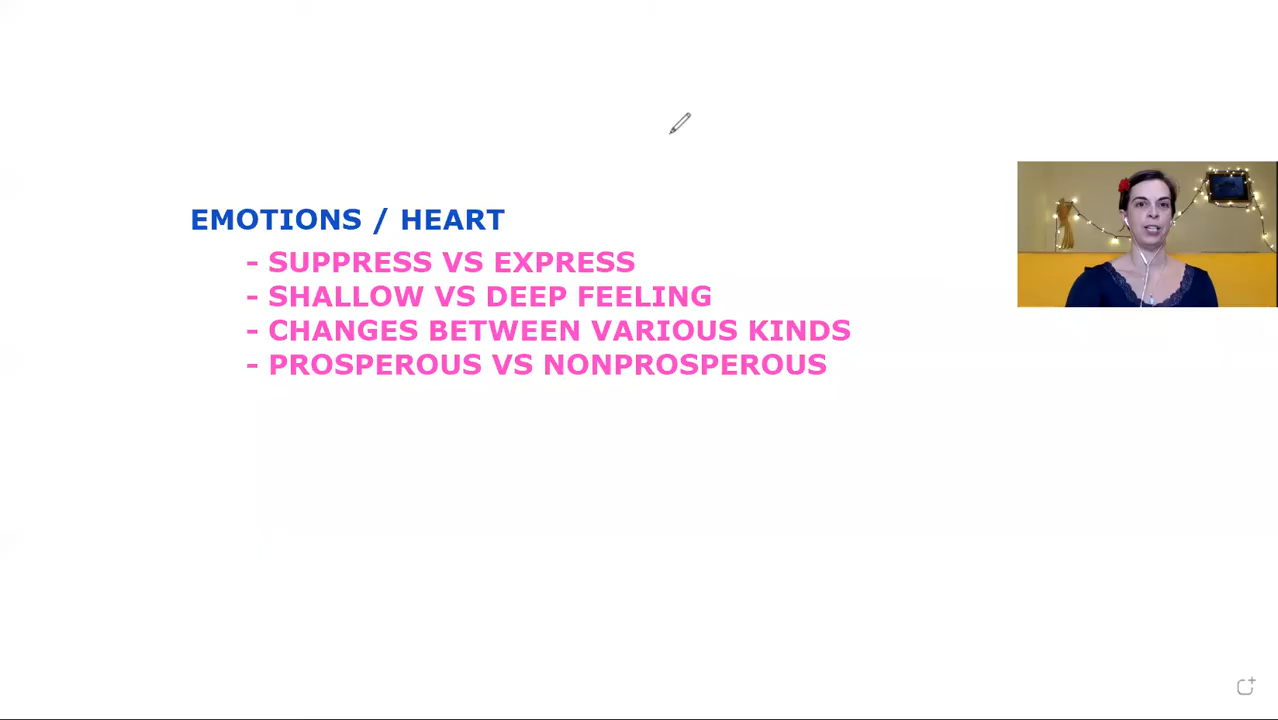 EMOTIONS / HEART
- SUPPRESS VS EXPRESS
- SHALLOW VS DEEP FEELING
- CHANGES BETWEEN VARIOUS KINDS
- PROSPEROUS VS NONPROSPEROUS